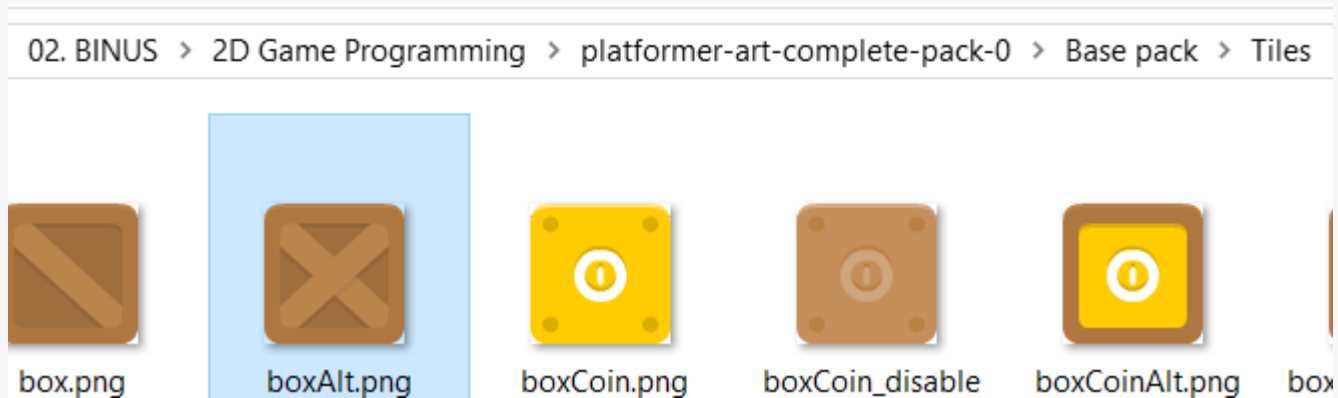 02. BINUS > 2D Game Programming > platformer-art-complete-pack-0 > Base pack > Tiles
box.png boxAlt.png boxCoin.png boxCoin_disable boxCoinAlt.png box